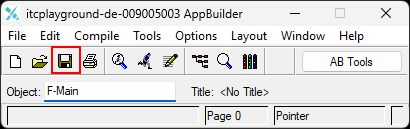 itcplayground-de-009005003 AppBuilder
File Edit Compile Tools Options Layout Window Help
AB Tools
Object: F-Main Title: <No Title>
Page 0 Pointer